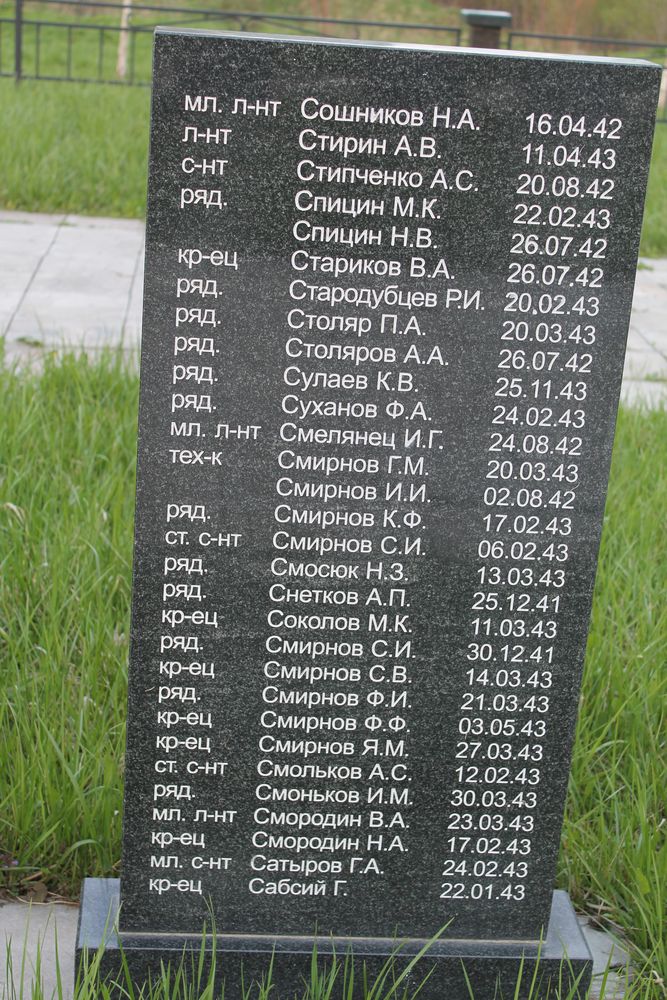 мл. л-нт Сошников Н.А. 16.04.42
л-нт Стирин А.В. 11.04.43
с-нт Стипченко А.С. 20.08.42
ряд. Спицин М.К. 22.02.43
Спицин Н.В. 26.07.42
кр-ец Стариков В.А. 26.07.42
ряд. Стародубцев Р.И. 20.02.43
ряд. Столяр П.А. 20.03.43
ряд. Столяров А.А. 26.07.42
ряд. Сулаев К.В. 25.11.43
ряд. Суханов Ф.А. 24.02.43
мл. л-нт Смелянец И.Г. 24.08.42
тех-к Смирнов Г.М. 20.03.43
Смирнов И.И. 02.08.42
ряд. Смирнов К.Ф. 17.02.43
ст. с-нт Смирнов С.И. 06.02.43
ряд. Смосюк Н.З. 13.03.43
ряд. Снетков А.П. 25.12.41
кр-ец Соколов М.К. 11.03.43
ряд. Смирнов С.И. 30.12.41
кр-ец Смирнов С.В. 14.03.43
ряд. Смирнов Ф.И. 21.03.43
кр-ец Смирнов Ф.Ф. 03.05.43
кр-ец Смирнов Я.М. 27.03.43
ст. с-нт Смольков А.С. 12.02.43
ряд. Смоньков И.М. 30.03.43
мл. л-нт Смородин В.А. 23.03.43
кр-ец Смородин Н.А. 17.02.43
мл. с-нт Сатыров Г.А. 24.02.43
кр-ец Сабсий Г. 22.01.43